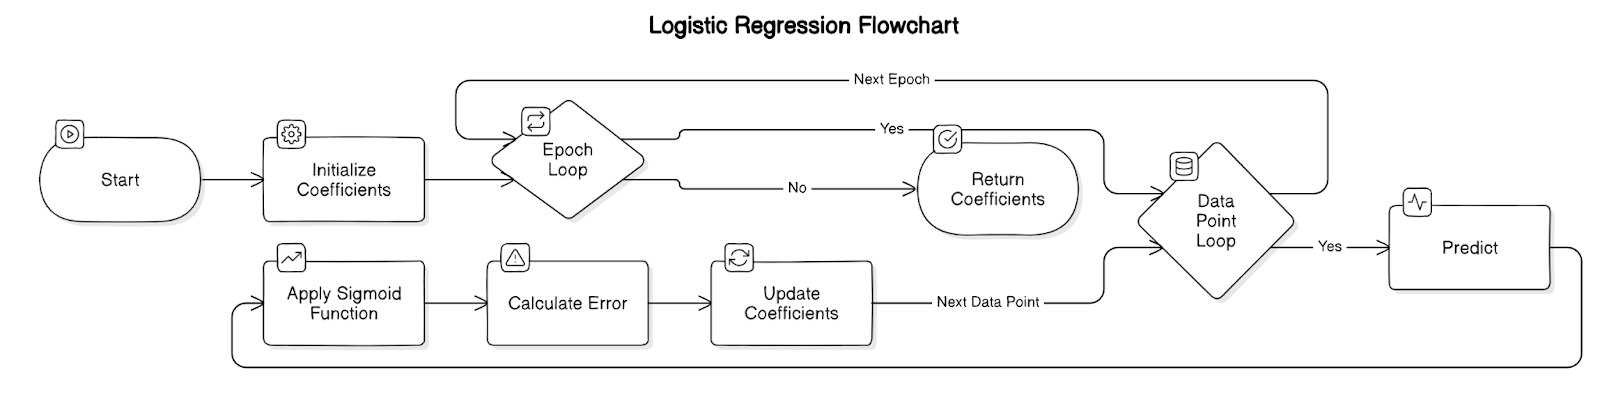 Logistic Regression Flowchart
Next Epoch
Start
Initialize
Coefficients
Epoch
Loop
Yes
No
Return
Coefficients
Data
Point
Loop
Yes
Predict
Apply Sigmoid
Function
Calculate Error
Update
Coefficients
Next Data Point